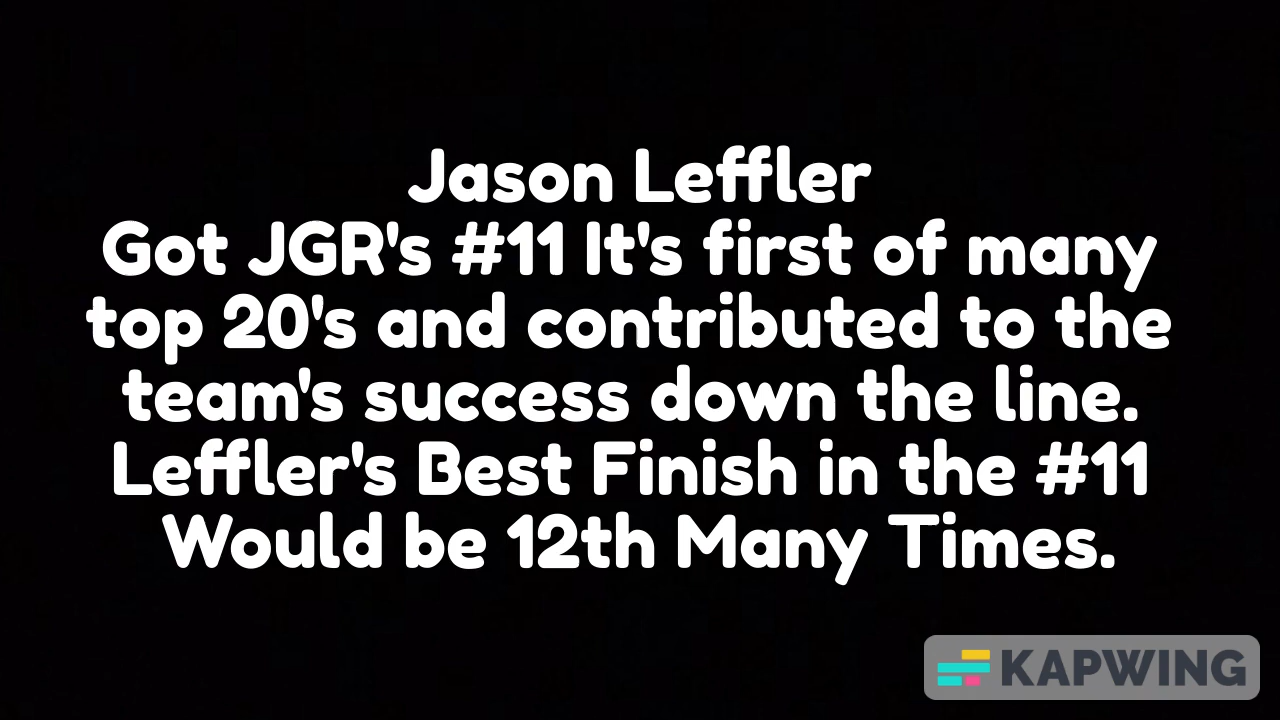 Jason Leffler
Got JGR's #11 It's first of many
top 20's and contributed to the
team's success down the line.
Leffler's Best Finish in the #11
Would be 12th Many Times.
KAPWING